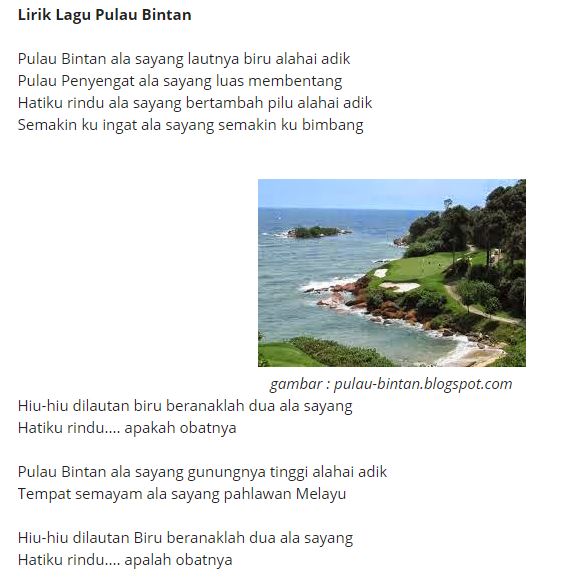 Lirik Lagu Pulau Bintan
Pulau Bintan ala sayang lautnya biru alahai adik
Pulau Penyengat ala sayang luas membentang
Hatiku rindu ala sayang bertambah pilu alahai adik
Semakin ku ingat ala sayang semakin ku bimbang
gambar : pulau-bintan.blogspot.com
Hiu-hiu dilautan biru beranaklah dua ala sayang
Hatiku rindu.... apakah obatnya
Pulau Bintan ala sayang gunungnya tinggi alahai adik
Tempat semayam ala sayang pahlawan Melayu
Hiu-hiu dilautan Biru beranaklah dua ala sayang
Hatiku rindu.... apalah obatnya